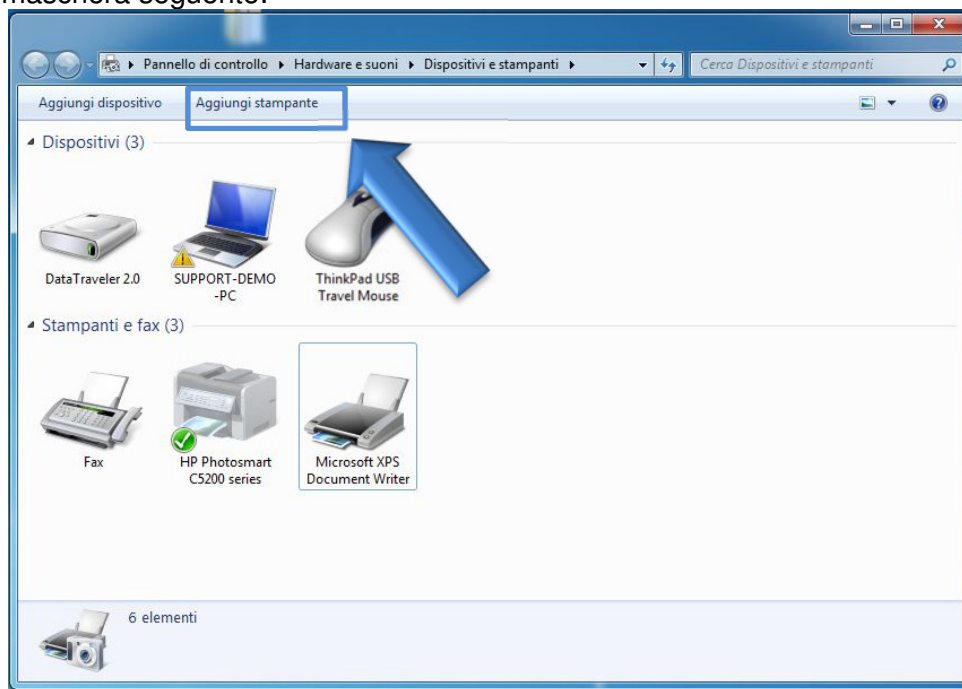 maschera seguente:
Pannello di controllo Hardware e suoni Dispositivi e stampanti
Cerca Dispositivi e stampanti
Aggiungi dispositivo Aggiungi stampante
Dispositivi (3)
DataTraveler 2.0
SUPPORT-DEMO
-PC
ThinkPad USB
Travel Mouse
Stampanti e fax (3)
Fax
HP Photosmart
C5200 series
Microsoft XPS
Document Writer
6 elementi